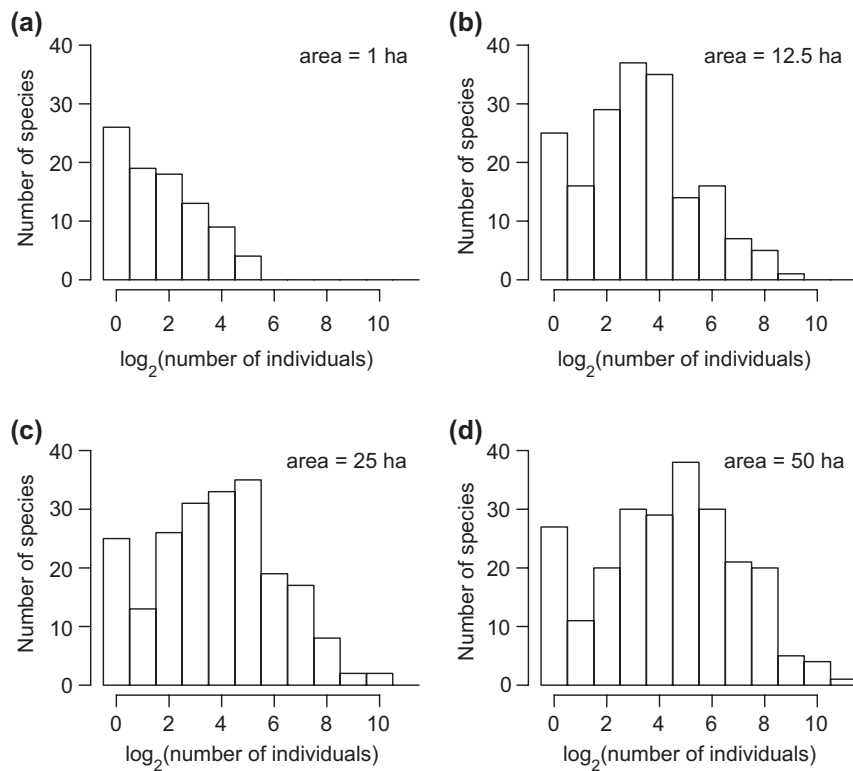 (a)
area = 1 ha
Number of species
40
30
20
10
0
0 2 4 6 8 10
log2(number of individuals)
(b)
area = 12.5 ha
Number of species
40
30
20
10
0
0 2 4 6 8 10
log2(number of individuals)
(c)
area = 25 ha
Number of species
40
30
20
10
0
0 2 4 6 8 10
log2(number of individuals)
(d)
area = 50 ha
Number of species
40
30
20
10
0
0 2 4 6 8 10
log2(number of individuals)